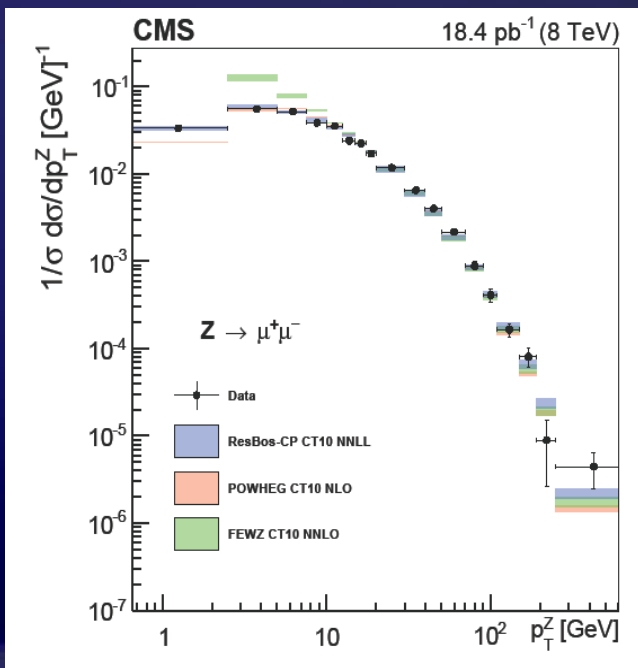 CMS
18.4 pb⁻¹ (8 TeV)
1/σ dσ/dp_T^Z [GeV]⁻¹
10⁻¹
10⁻²
10⁻³
10⁻⁴
10⁻⁵
10⁻⁶
10⁻⁷
Z → μ⁺μ⁻
Data
ResBos-CP CT10 NNLL
POWHEG CT10 NLO
FEWZ CT10 NNLO
1
10
10²
p_T^Z [GeV]